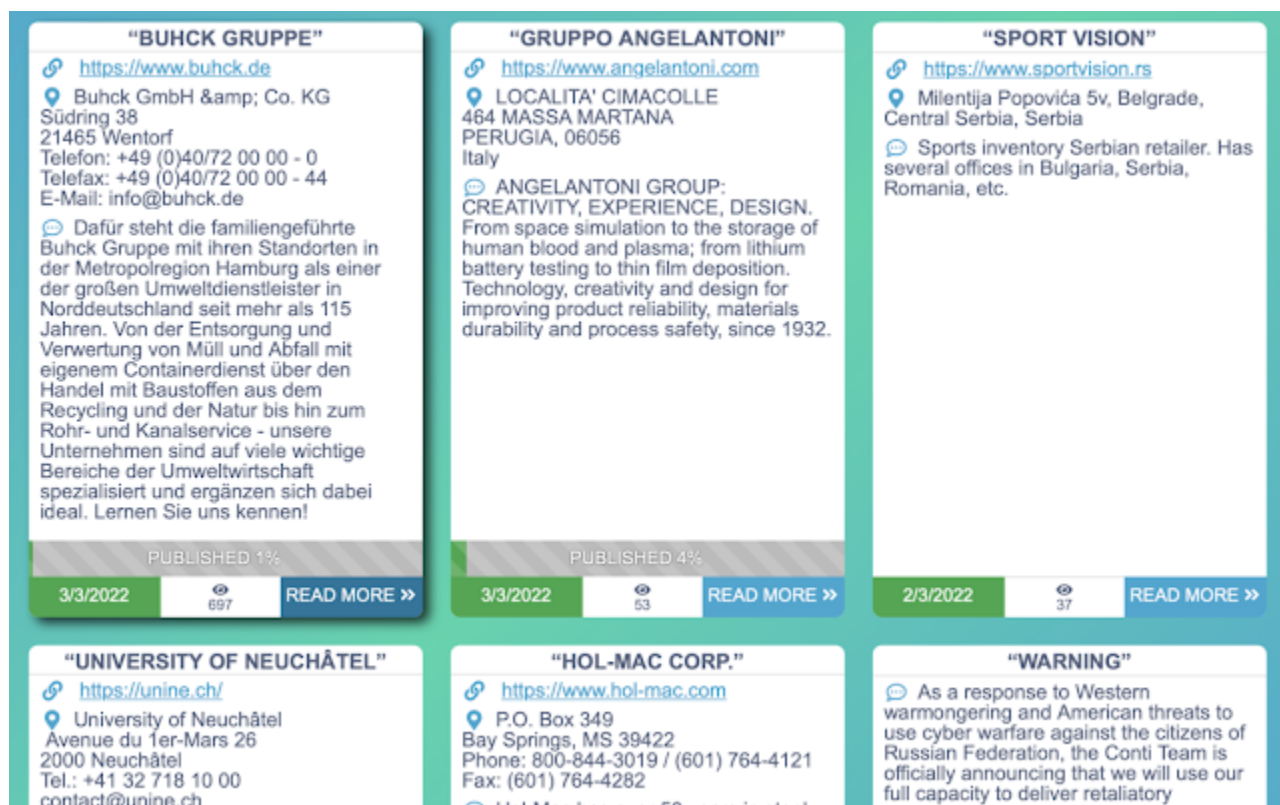 “BUHCK GRUPPE”
https://www.buhck.de
Buhck GmbH &amp; Co. KG
Südring 38
21465 Wentorf
Telefon: +49 (0)40/72 00 00 - 0
Telefax: +49 (0)40/72 00 00 - 44
E-Mail: info@buhck.de
Dafür steht die familiengeführte
Buhck Gruppe mit ihren Standorten in
der Metropolregion Hamburg als einer
der großen Umweltdienstleister in
Norddeutschland seit mehr als 115
Jahren. Von der Entsorgung und
Verwertung von Müll und Abfall mit
eigenem Containerdienst über den
Handel mit Baustoffen aus dem
Recycling und der Natur bis hin zum
Rohr- und Kanalservice - unsere
Unternehmen sind auf viele wichtige
Bereiche der Umweltwirtschaft
spezialisiert und ergänzen sich dabei
ideal. Lernen Sie uns kennen!
PUBLISHED 1%
3/3/2022
697
READ MORE »
“GRUPPO ANGELANTONI”
https://www.angelantoni.com
LOCALITA' CIMACOLLE
464 MASSA MARTANA
PERUGIA, 06056
Italy
ANGELANTONI GROUP:
CREATIVITY, EXPERIENCE, DESIGN.
From space simulation to the storage of
human blood and plasma; from lithium
battery testing to thin film deposition.
Technology, creativity and design for
improving product reliability, materials
durability and process safety, since 1932.
PUBLISHED 4%
3/3/2022
53
READ MORE »
“SPORT VISION”
https://www.sportvision.rs
Milentija Popovića 5v, Belgrade,
Central Serbia, Serbia
Sports inventory Serbian retailer. Has
several offices in Bulgaria, Serbia,
Romania, etc.
2/3/2022
37
READ MORE »
“UNIVERSITY OF NEUCHÂTEL”
https://unine.ch/
University of Neuchâtel
Avenue du 1er-Mars 26
2000 Neuchâtel
Tel.: +41 32 718 10 00
contact@unine.ch
“HOL-MAC CORP.”
https://www.hol-mac.com
P.O. Box 349
Bay Springs, MS 39422
Phone: 800-844-3019 / (601) 764-4121
Fax: (601) 764-4282
“WARNING”
As a response to Western
warmongering and American threats to
use cyber warfare against the citizens of
Russian Federation, the Conti Team is
officially announcing that we will use our
full capacity to deliver retaliatory